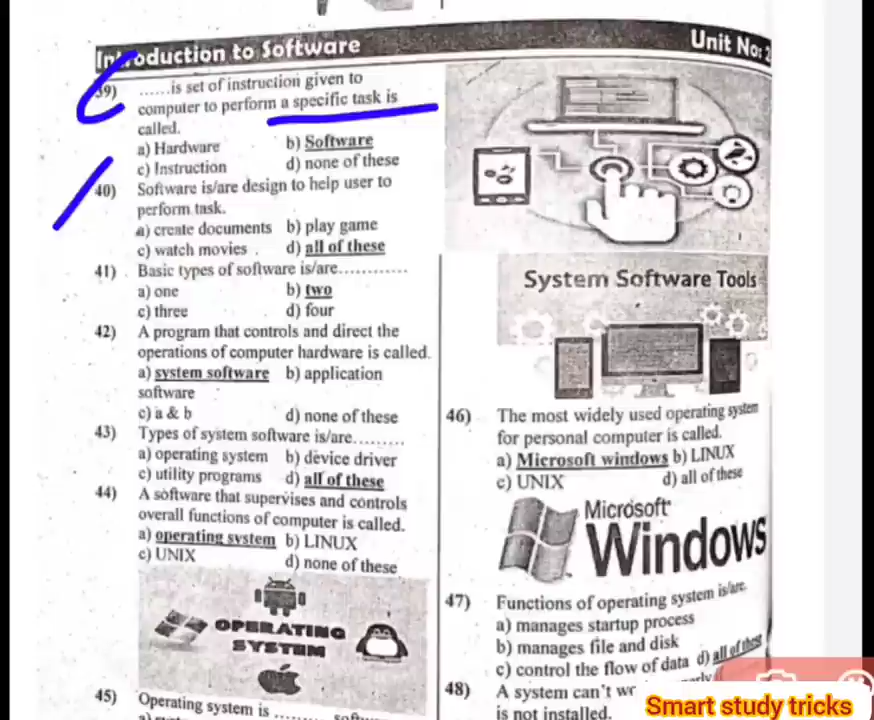 Introduction to Software
Unit No: 2
39) ......is set of instruction given to
computer to perform a specific task is
called.
a) Hardware b) Software
c) Instruction d) none of these
40) Software is/are design to help user to
perform task.
a) create documents b) play game
c) watch movies . d) all of these
41) . Basic types of software is/are............
a) one b) two
c) three d) four
42) A program that controls and direct the
operations of computer hardware is called.
a) system software b) application
software
c) a & b d) none of these
43) Types of system software is/are.........
a) operating system b) device driver
c) utility programs d) all of these
44) A software that supervises and controls
overall functions of computer is called.
a) operating system b) LINUX
c) UNIX d) none of these
OPERATING
SYSTEM
45) Operating system is ........
System Software Tools
46) The most widely used operating system
for personal computer is called.
a) Microsoft windows b) LINUX
c) UNIX d) all of these
Microsoft
Windows
47) Functions of operating system is/are.
a) manages startup process
b) manages file and disk
c) control the flow of data d) all of these
48) A system can't
is not installed.
Smart study tricks